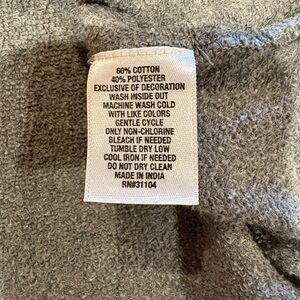 60% COTTON
40% POLYESTER
EXCLUSIVE OF DECORATION
WASH INSIDE OUT
MACHINE WASH COLD
WITH LIKE COLORS
GENTLE CYCLE
ONLY NON-CHLORINE
BLEACH IF NEEDED
TUMBLE DRY LOW
COOL IRON IF NEEDED
DO NOT DRY CLEAN
MADE IN INDIA
RN#31104